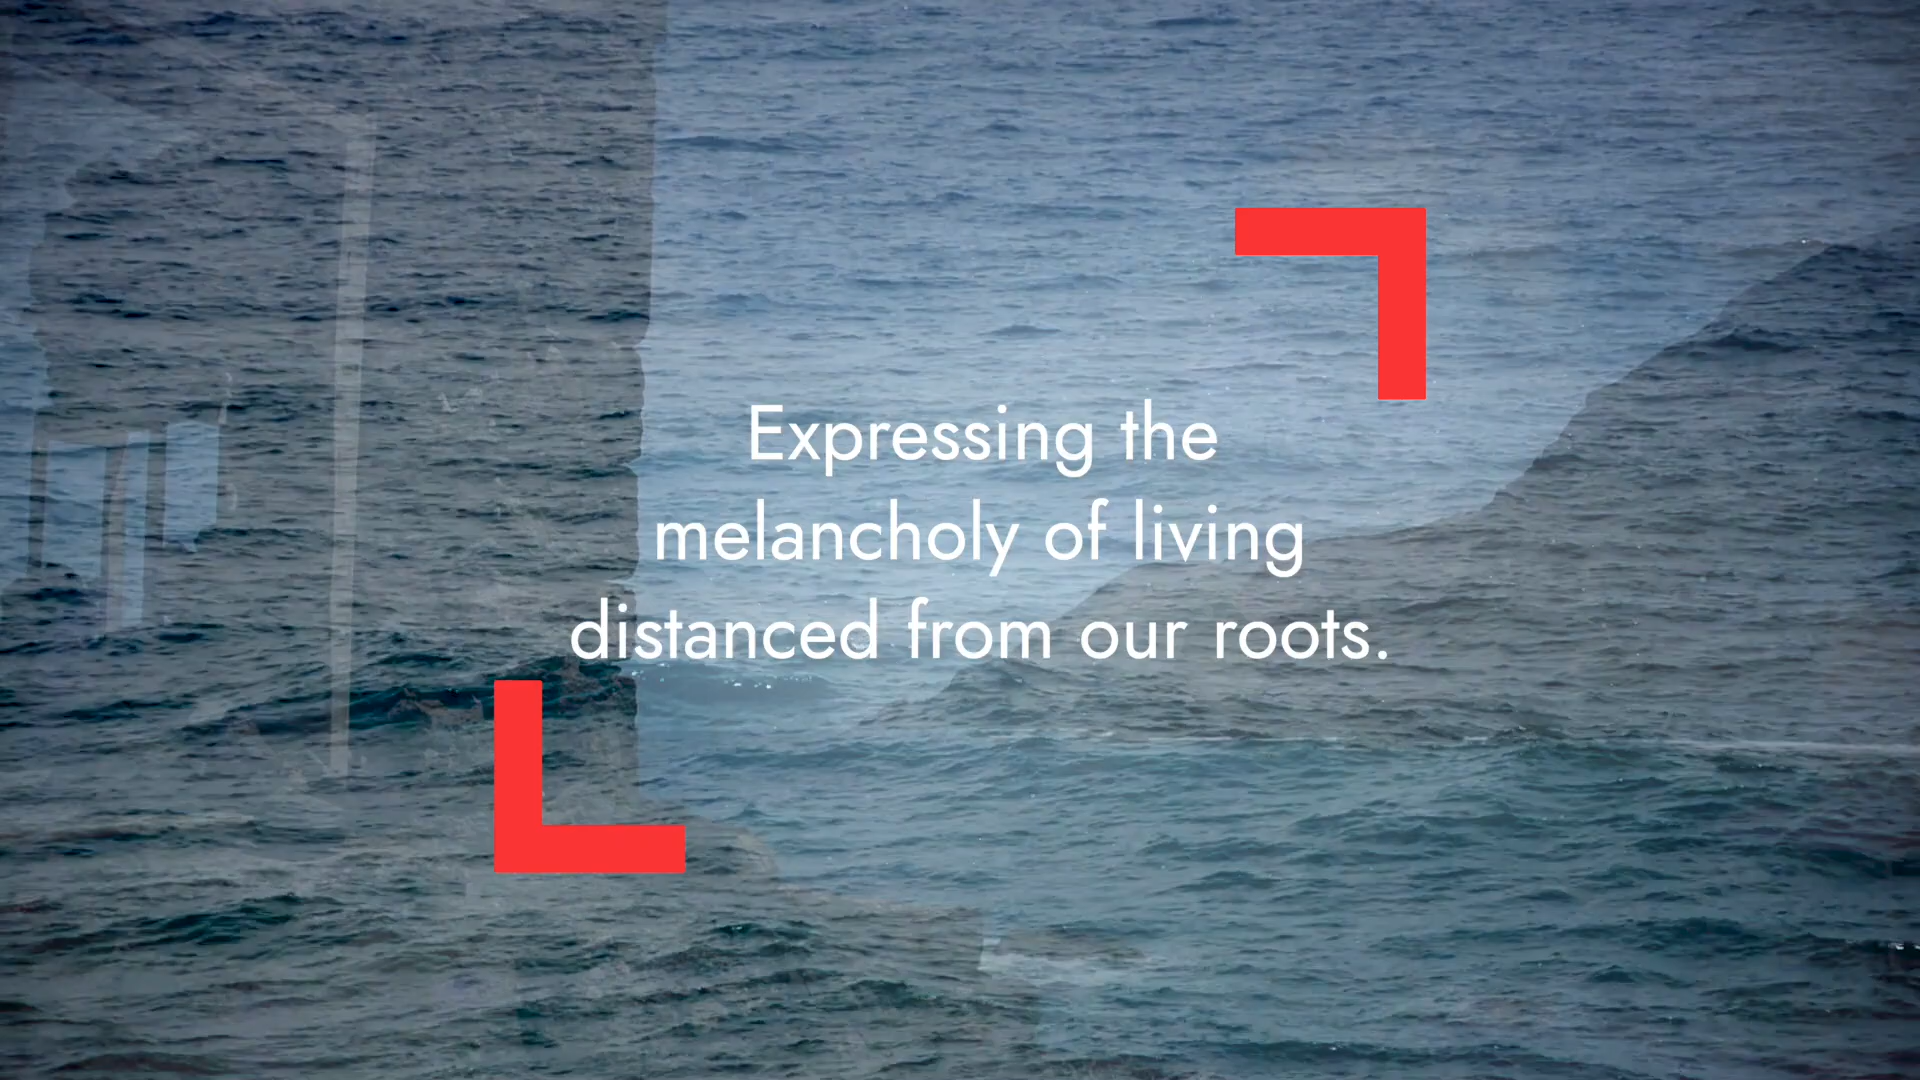 Expressing the
melancholy of living
distanced from our roots.